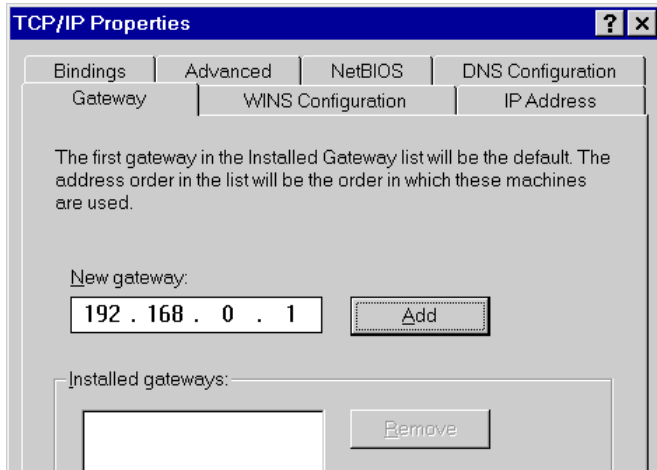 TCP/IP Properties
Bindings Advanced NetBIOS DNS Configuration
Gateway WINS Configuration IP Address
The first gateway in the Installed Gateway list will be the default. The
address order in the list will be the order in which these machines
are used.
New gateway:
192 . 168 . 0 . 1 Add
Installed gateways:
Remove